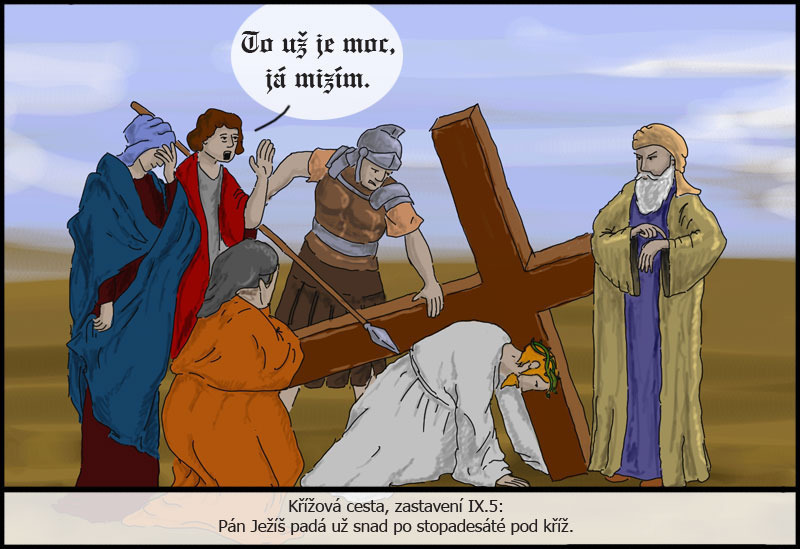 To už je moc,
já mizím.
Křížová cesta, zastavení IX.5:
Pán Ježíš padá už snad po stopadesáté pod kříž.